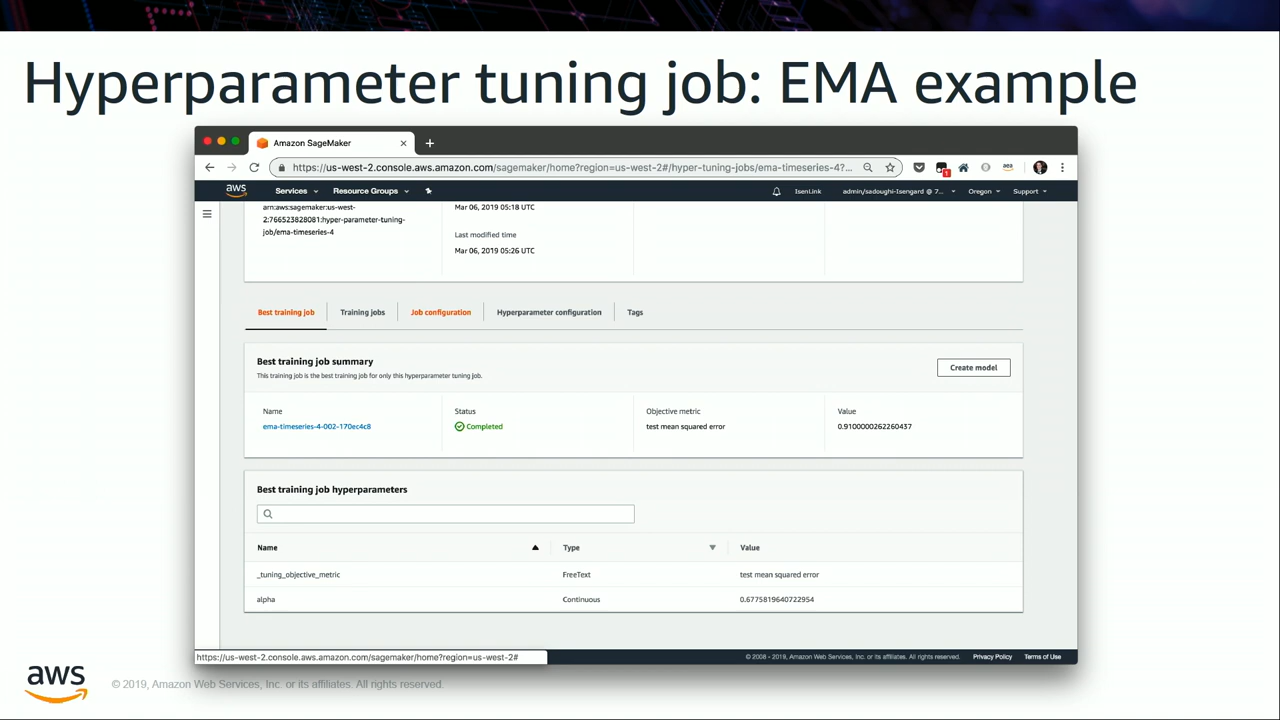 Hyperparameter tuning job: EMA example
Amazon SageMaker
https://us-west-2.console.aws.amazon.com/sagemaker/home?region=us-west-2#/hyper-tuning-jobs/ema-timeseries-4?...
aws Services Resource Groups Isenl.ink admin/sadoughi-Isengard @ 7... Oregon Support
arn:aws:sagemaker:us-west-
2:766523828081:hyper-parameter-tuning-
job/ema-timeseries-4
Mar 06, 2019 05:18 UTC
Last modified time
Mar 06, 2019 05:26 UTC
Best training job Training jobs Job configuration Hyperparameter configuration Tags
Best training job summary
This training job is the best training job for only this hyperparameter tuning job.
Create model
Name Status Objective metric Value
ema-timeseries-4-002-170ec4c8 Completed test mean squared error 0.9100000262260437
Best training job hyperparameters
Name Type Value
_tuning_objective_metric FreeText test mean squared error
alpha Continuous 0.6775819640722954
https://us-west-2.console.aws.amazon.com/sagemaker/home?region=us-west-2#
© 2008 - 2019, Amazon Web Services, Inc. or its affiliates. All rights reserved. Privacy Policy Terms of Use
aws © 2019, Amazon Web Services, Inc. or its affiliates. All rights reserved.